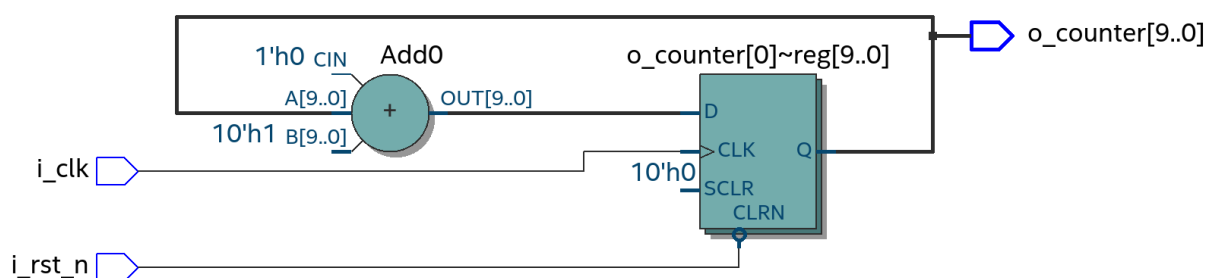 o_counter[9..0]
1'h0 CIN Add0 o_counter[0]~reg[9..0]
A[9..0] + OUT[9..0] D
10'h1 B[9..0]
i_clk CLK Q
10'h0 SCLR
CLRN
i_rst_n